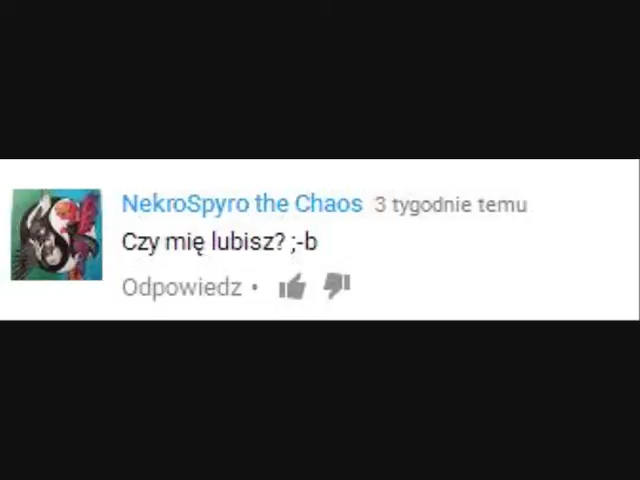 NekroSpyro the Chaos 3 tygodnie temu
Czy mię lubisz? ;-b
Odpowiedz •